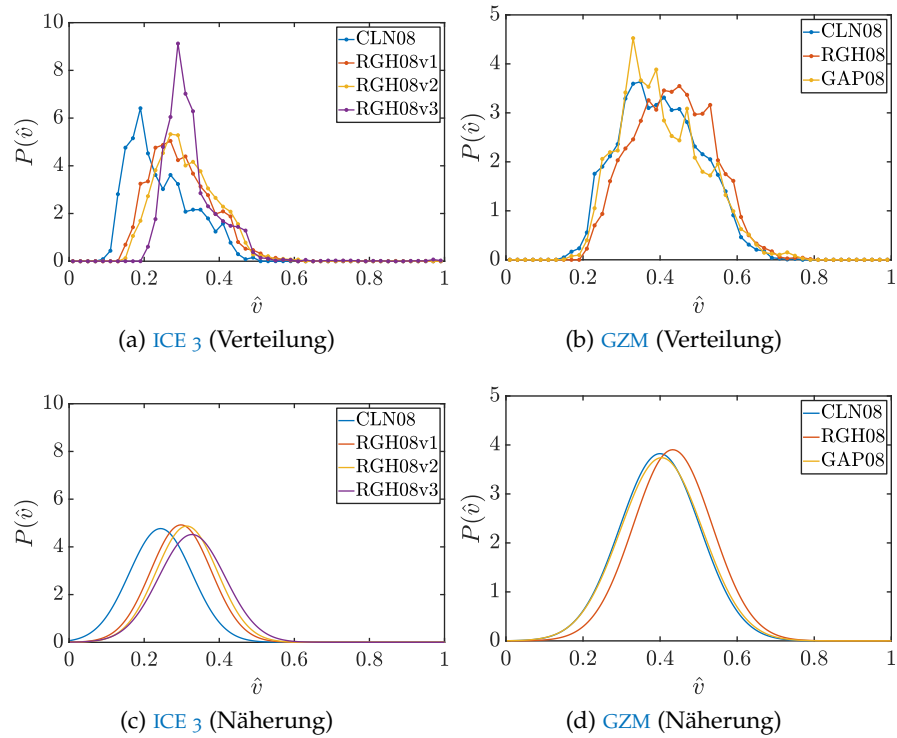 10
8
6
4
2
0
P(v̂)
0
0.2
0.4
0.6
0.8
1
v̂
CLN08
RGH08v1
RGH08v2
RGH08v3
(a) ICE 3 (Verteilung)
5
4
3
2
1
0
P(v̂)
0
0.2
0.4
0.6
0.8
1
v̂
CLN08
RGH08
GAP08
(b) GZM (Verteilung)
10
8
6
4
2
0
P(v̂)
0
0.2
0.4
0.6
0.8
1
v̂
CLN08
RGH08v1
RGH08v2
RGH08v3
(c) ICE 3 (Näherung)
5
4
3
2
1
0
P(v̂)
0
0.2
0.4
0.6
0.8
1
v̂
CLN08
RGH08
GAP08
(d) GZM (Näherung)